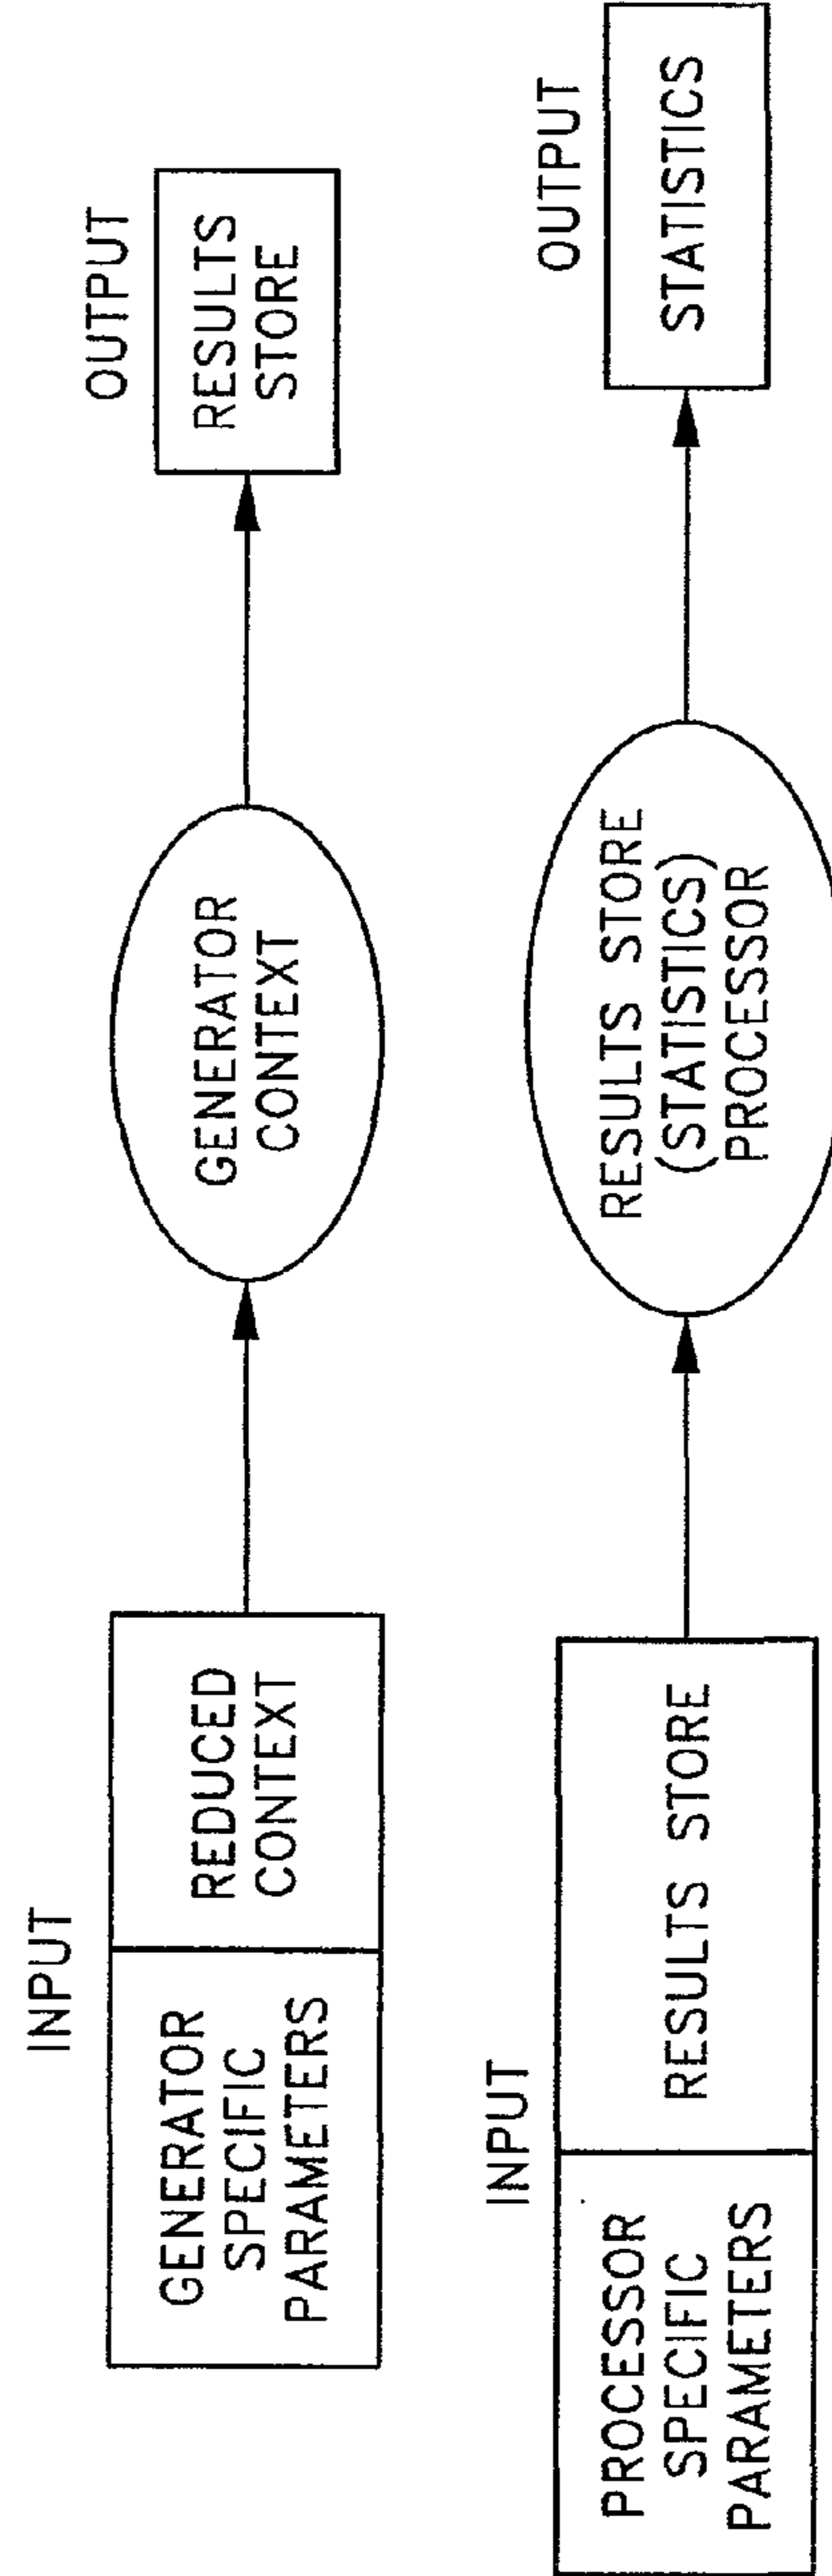 INPUT
GENERATOR
SPECIFIC
PARAMETERS
REDUCED
CONTEXT
GENERATOR
CONTEXT
OUTPUT
RESULTS
STORE
INPUT
PROCESSOR
SPECIFIC
PARAMETERS
RESULTS STORE
RESULTS STORE
(STATISTICS)
PROCESSOR
OUTPUT
STATISTICS